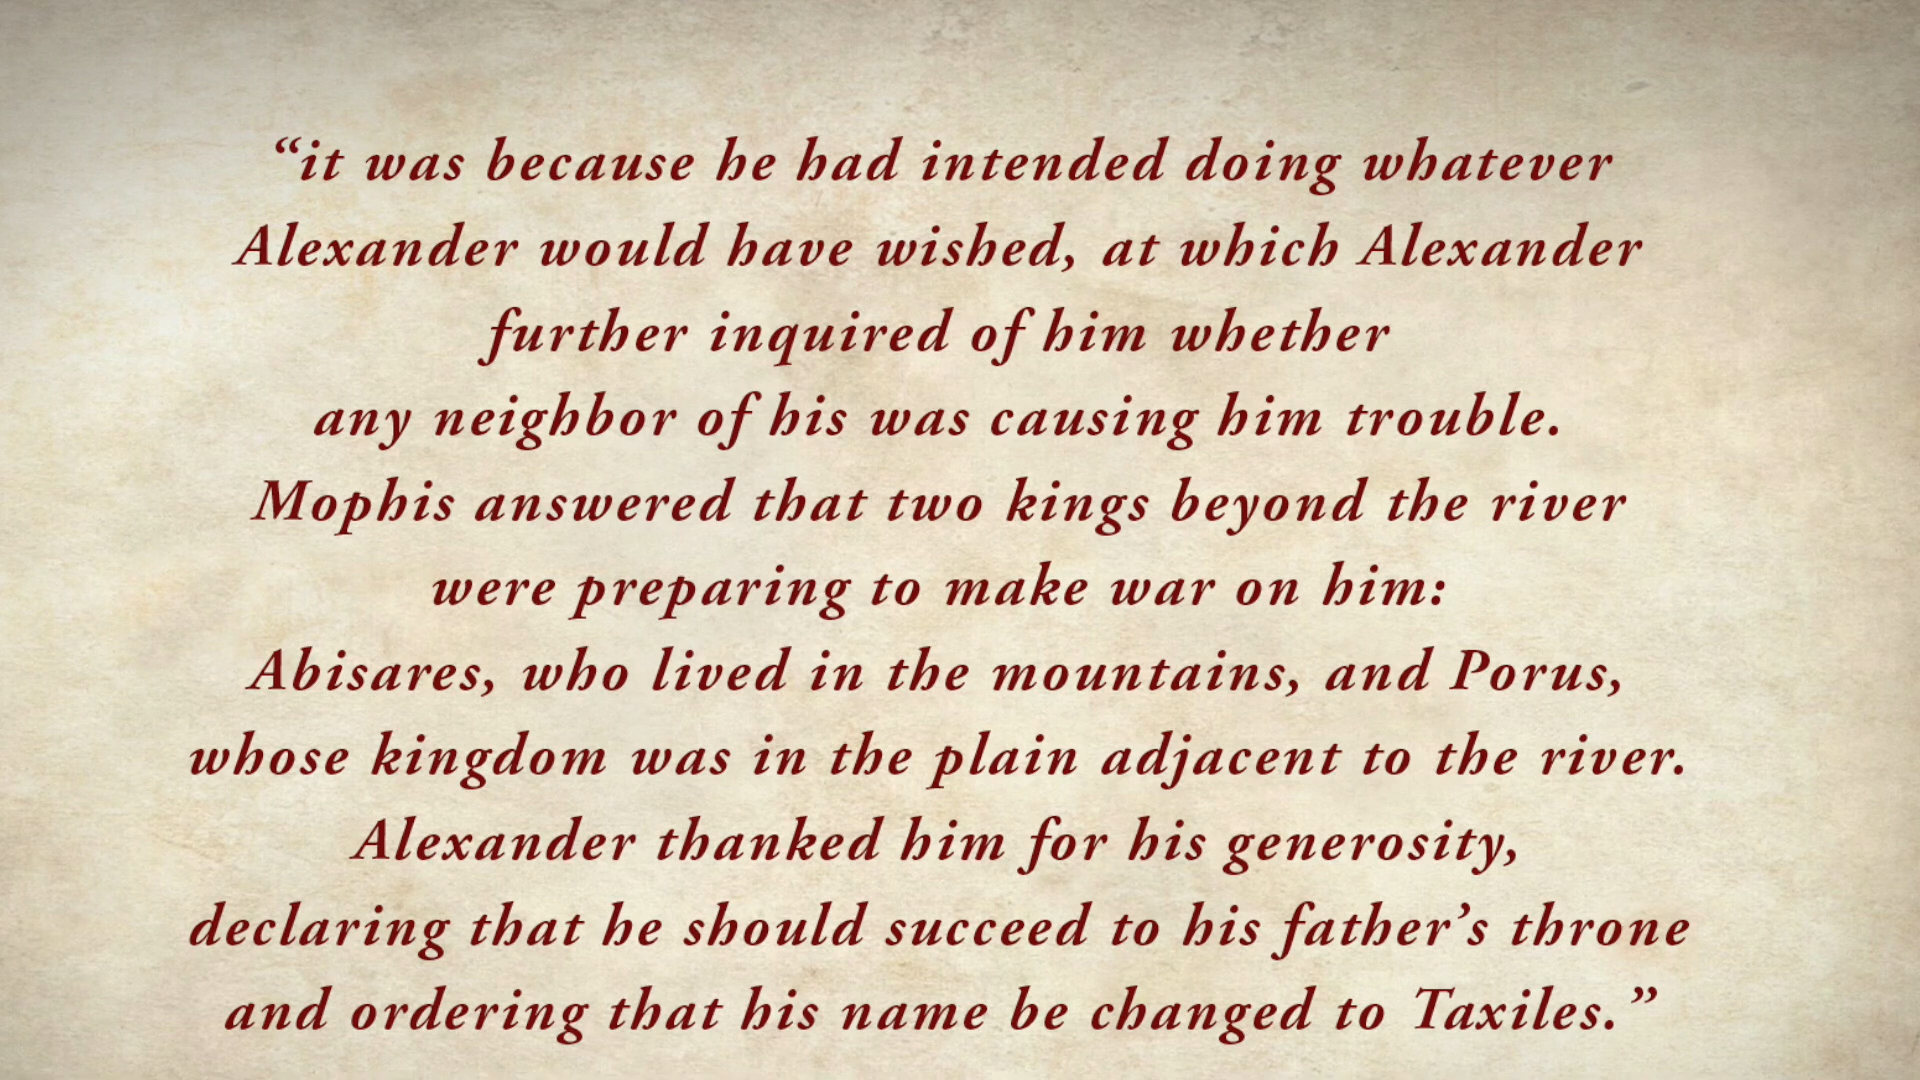 “it was because he had intended doing whatever
Alexander would have wished, at which Alexander
further inquired of him whether
any neighbor of his was causing him trouble.
Mophis answered that two kings beyond the river
were preparing to make war on him:
Abisares, who lived in the mountains, and Porus,
whose kingdom was in the plain adjacent to the river.
Alexander thanked him for his generosity,
declaring that he should succeed to his father’s throne
and ordering that his name be changed to Taxiles.”